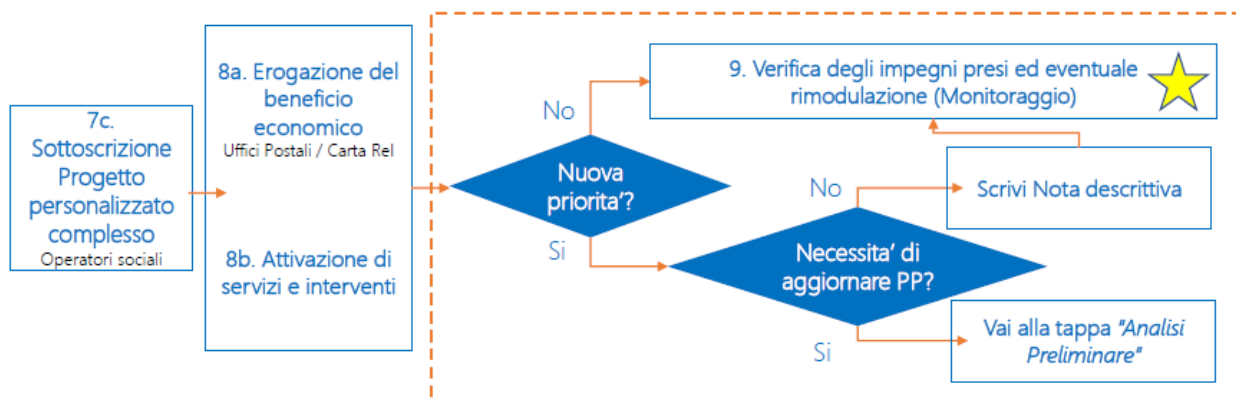 7c.
Sottoscrizione
Progetto
personalizzato
complesso
Operatori sociali
8a. Erogazione del
beneficio
economico
Uffici Postali / Carta Rel
8b. Attivazione di
servizi e interventi
Nuova
priorita'?
No
Si
9. Verifica degli impegni presi ed eventuale
rimodulazione (Monitoraggio)
Necessita' di
aggiornare PP?
No
Scrivi Nota descrittiva
Si
Vai alla tappa "Analisi
Preliminare"